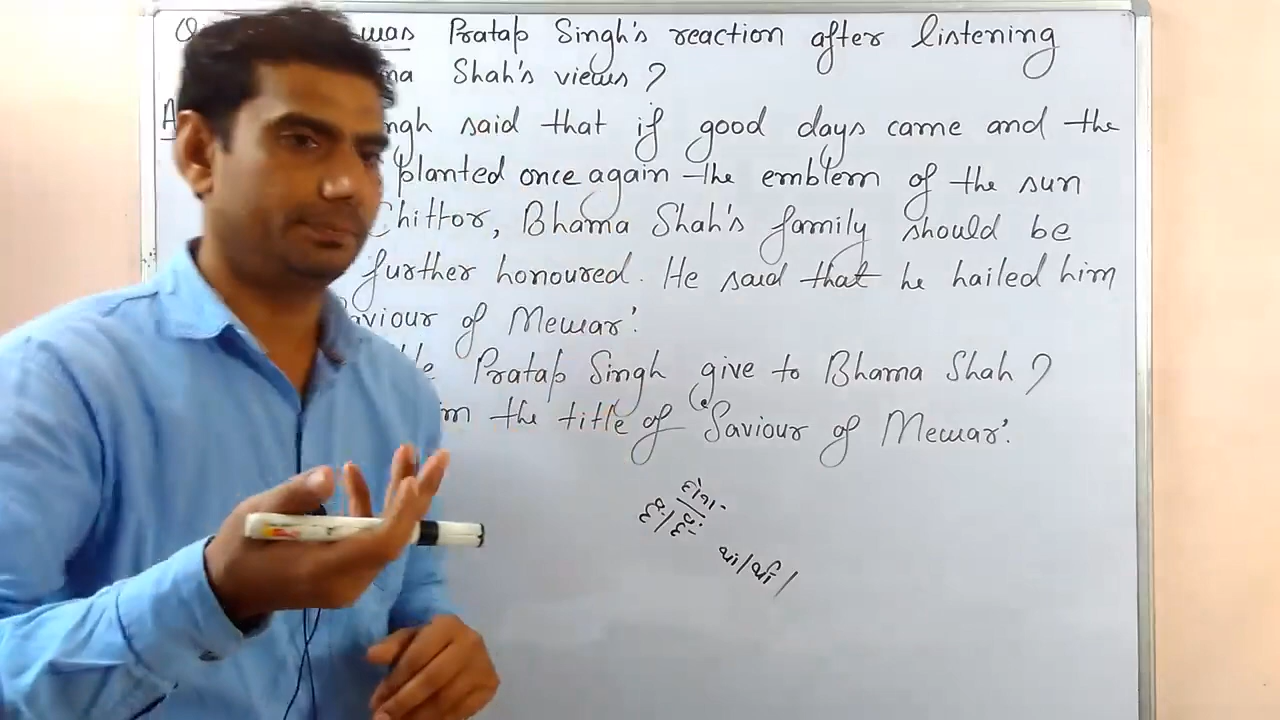 Q was Pratap Singh's reaction after listening
Shah's views ?
A said that if good days came and the
planted once again the emblem of the sun
Chittor, Bhama Shah's family should be
further honoured. He said that he hailed him
aviour of Mewar'.
Pratap Singh give to Bhama Shah ?
the title of 'Saviour of Mewar'.